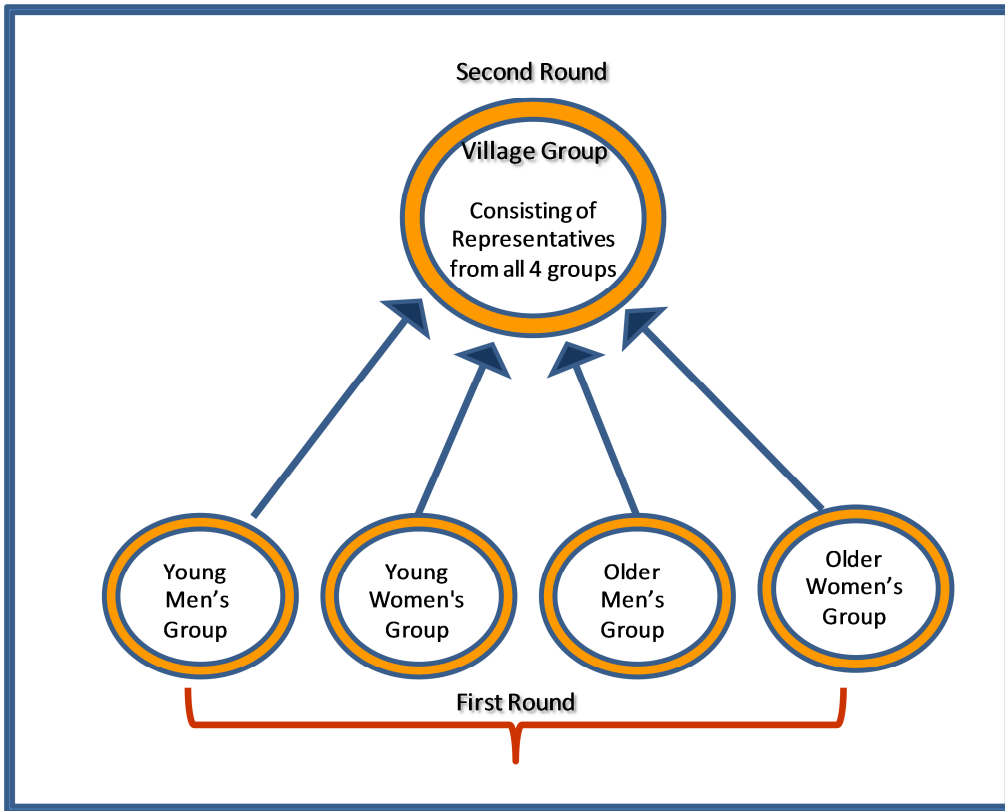 Second Round
Village Group
Consisting of
Representatives
from all 4 groups
Young
Men’s
Group
Young
Women's
Group
Older
Men’s
Group
Older
Women’s
Group
First Round